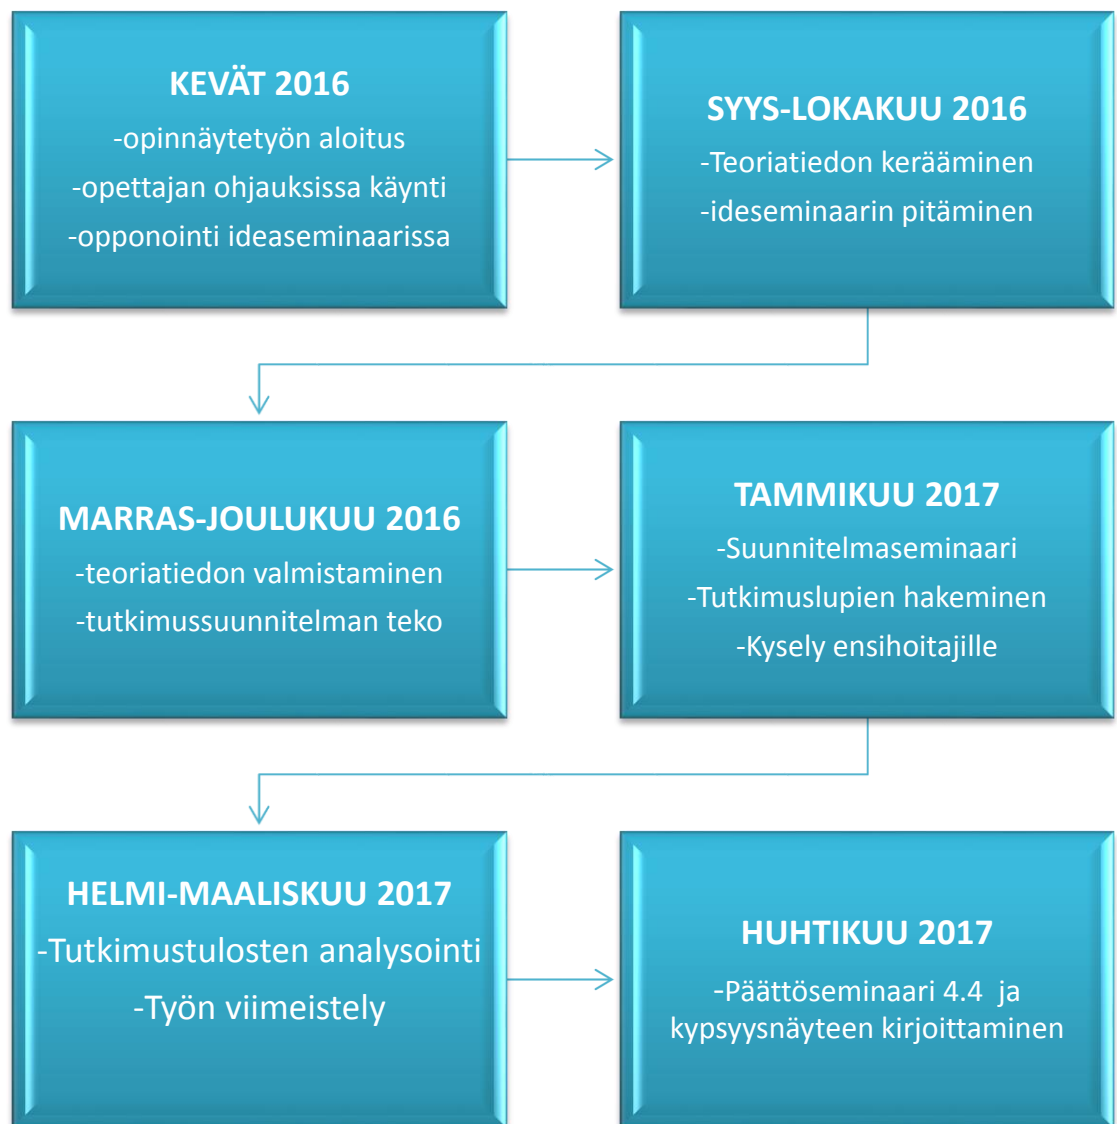 KEVÄT 2016
-opinnäytetyön aloitus
-opettajan ohjauksissa käynti
-opponointi ideaseminaarissa
SYYS-LOKAKUU 2016
-Teoriatiedon kerääminen
-ideseminaarin pitäminen
MARRAS-JOULUKUU 2016
-teoriatiedon valmistaminen
-tutkimussuunnitelman teko
TAMMIKUU 2017
-Suunnitelmaseminaari
-Tutkimuslupien hakeminen
-Kysely ensihoitajille
HELMI-MAALISKUU 2017
-Tutkimustulosten analysointi
-Työn viimeistely
HUHTIKUU 2017
-Päättöseminaari 4.4 ja
kypsyysnäyteen kirjoittaminen